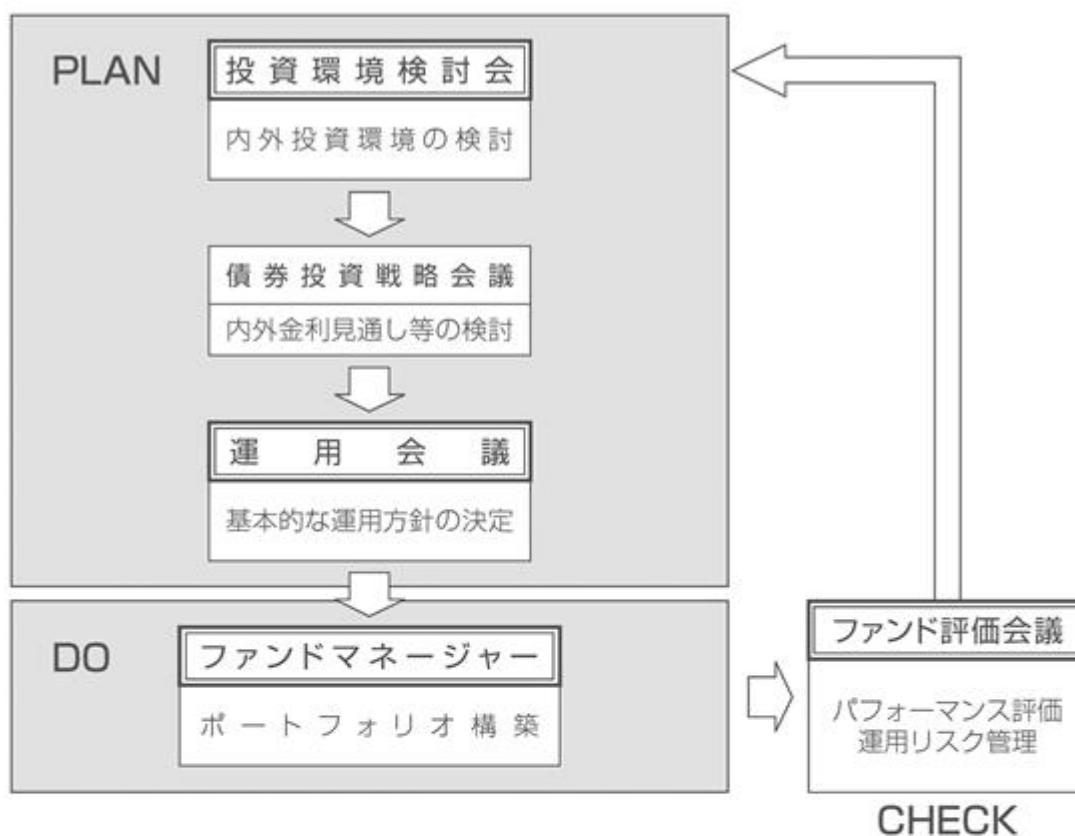 PLAN
投資環境検討会
内外投資環境の検討
債券投資戦略会議
内外金利見通し等の検討
運用会議
基本的な運用方針の決定
DO
ファンドマネージャー
ポートフォリオ構築
ファンド評価会議
パフォーマンス評価
運用リスク管理
CHECK